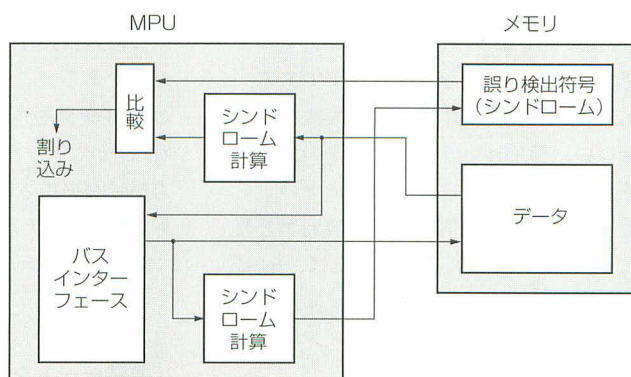 MPU
メモリ
比
較
シンド
ローム
計算
誤り検出符号
（シンドローム）
割り
込み
データ
バス
インター
フェース
シンド
ローム
計算